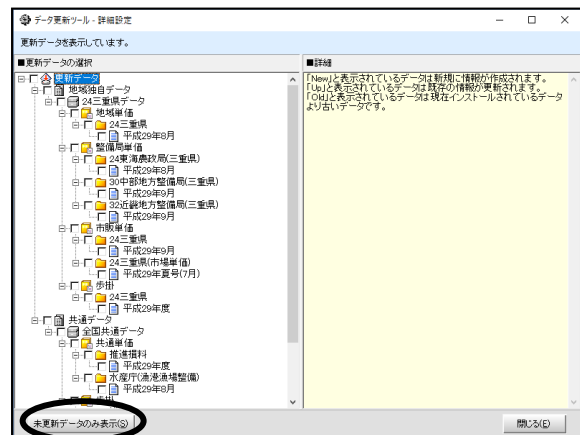 データ更新ツール - 詳細設定
更新データを表示しています。
■更新データの選択
更新データ
地域独自データ
24三重県データ
地域単価
24三重県
平成29年8月
整備局単価
24東海農政局(三重県)
平成29年8月
30中部地方整備局(三重県)
平成29年9月
32近畿地方整備局(三重県)
平成29年9月
市販単価
24三重県
平成29年9月
24三重県(市場単価)
平成29年夏号(7月)
歩掛
24三重県
平成29年度
共通データ
全国共通データ
共通単価
推進損料
平成29年度
水産庁(漁港漁場整備)
平成29年8月
■詳細
「New」と表示されているデータは新規に情報が作成されます。
「Up」と表示されているデータは既存の情報が更新されます。
「Old」と表示されているデータは現在インストールされているデータ
より古いデータです。
未更新データのみ表示(S)
閉じる(E)